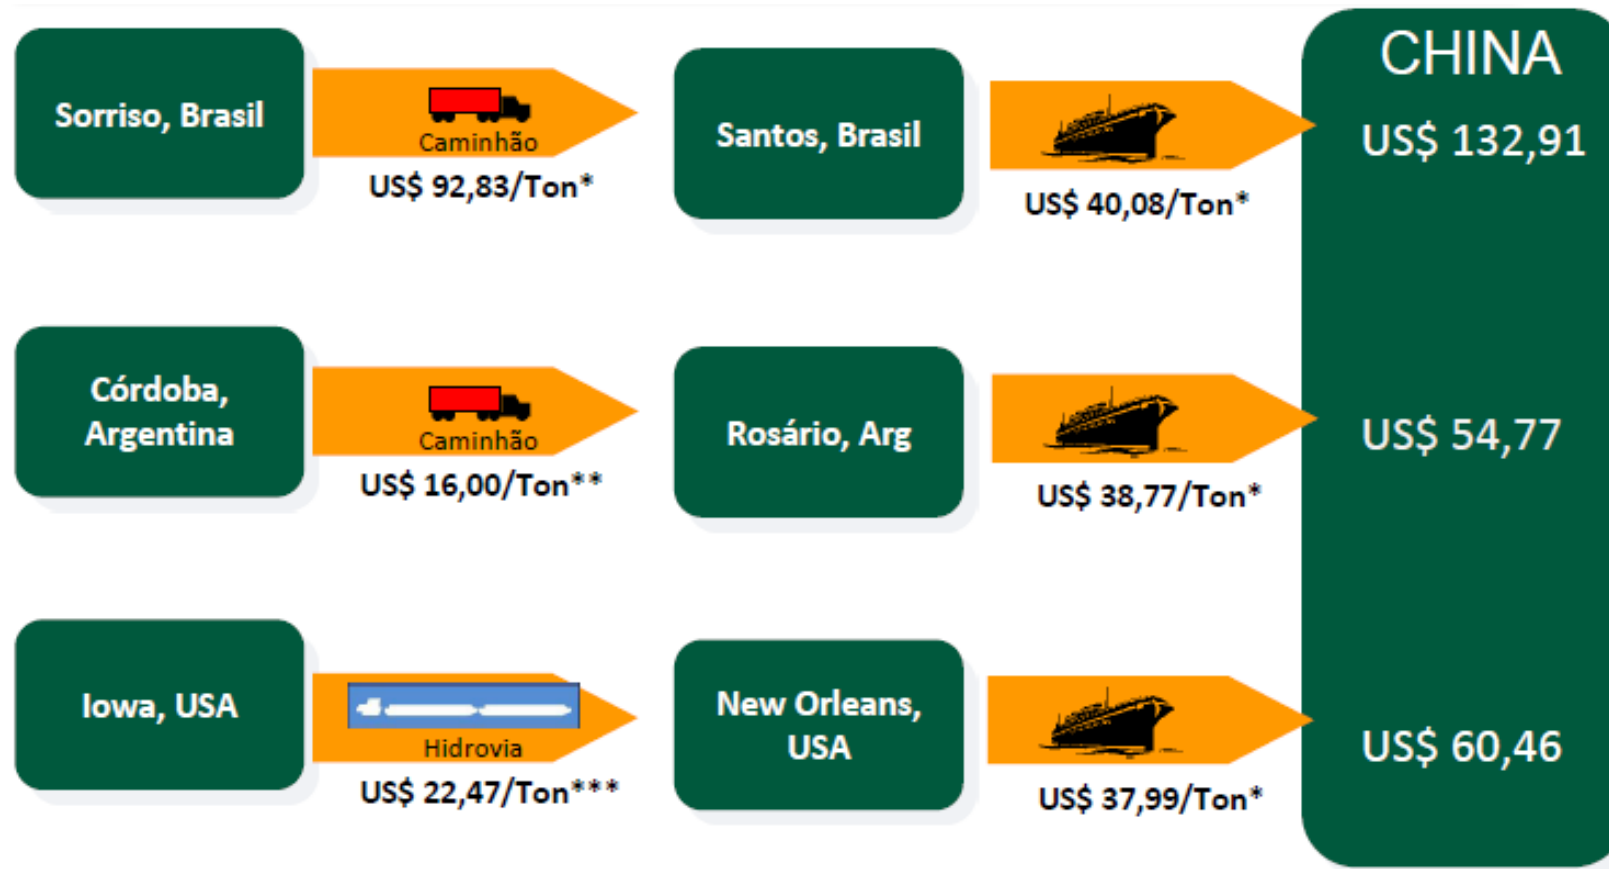 CHINA
Sorriso, Brasil
Caminhão
US$ 92,83/Ton*
Santos, Brasil
US$ 40,08/Ton*
US$ 132,91
Córdoba,
Argentina
Caminhão
US$ 16,00/Ton**
Rosário, Arg
US$ 38,77/Ton*
US$ 54,77
Iowa, USA
Hidrovia
US$ 22,47/Ton***
New Orleans,
USA
US$ 37,99/Ton*
US$ 60,46